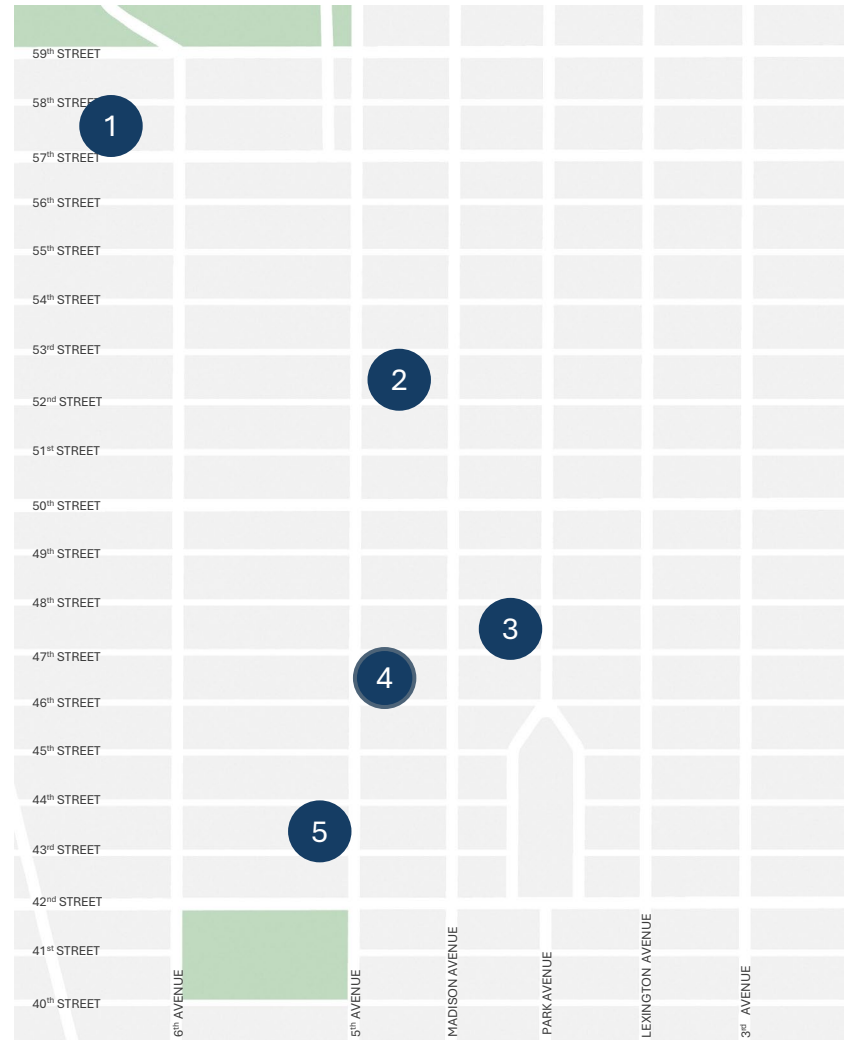 59th STREET
58th STREET
1
57th STREET
56th STREET
55th STREET
54th STREET
53rd STREET
2
52nd STREET
51st STREET
50th STREET
49th STREET
48th STREET
3
47th STREET
4
46th STREET
45th STREET
44th STREET
5
43rd STREET
42nd STREET
41st STREET
40th STREET
6th AVENUE
5th AVENUE
MADISON AVENUE
PARK AVENUE
LEXINGTON AVENUE
3rd AVENUE